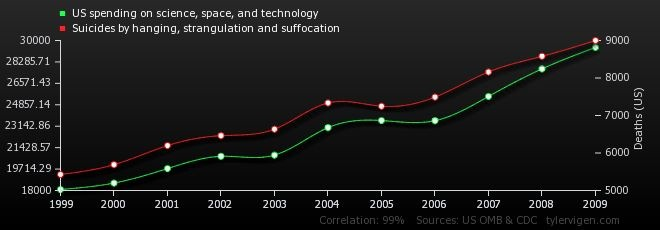 US spending on science, space, and technology
Suicides by hanging, strangulation and suffocation
30000
28285.71
26571.43
24857.14
23142.86
21428.57
19714.29
18000
9000
8000
7000
6000
5000
Deaths (US)
1999 2000 2001 2002 2003 2004 2005 2006 2007 2008 2009
Correlation: 99% Sources: US OMB & CDC tylervigen.com